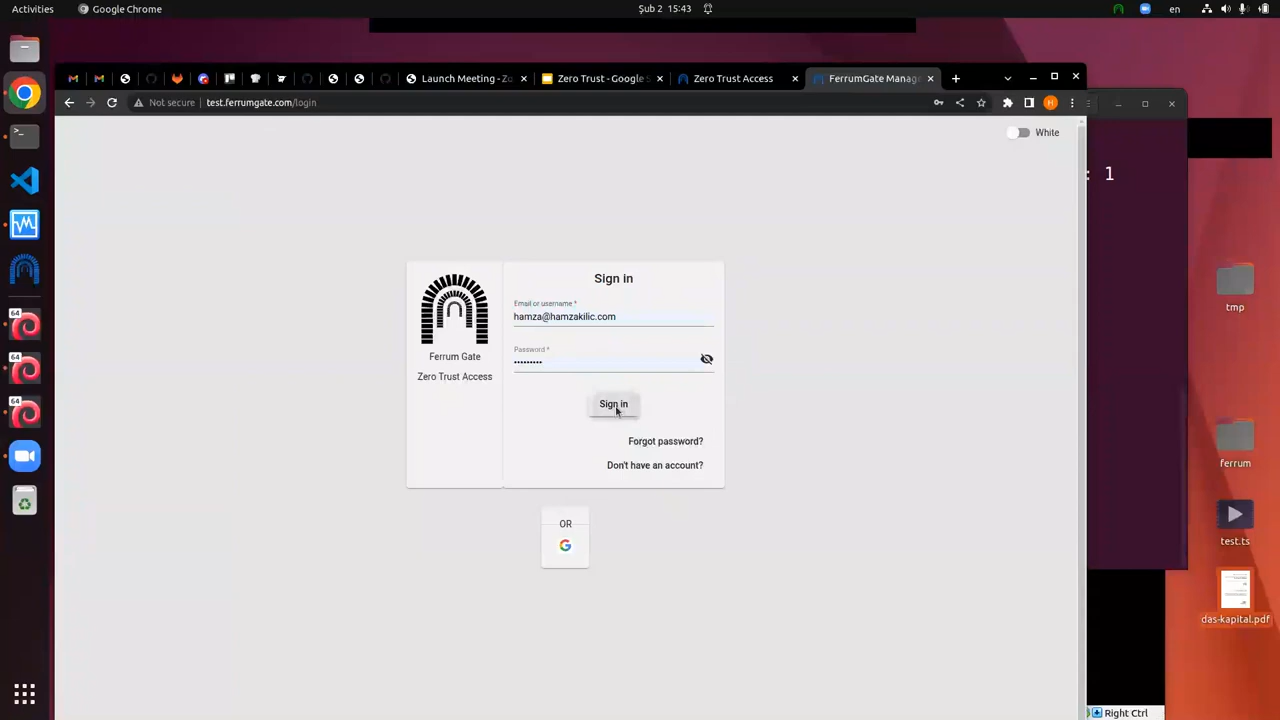 Activities
Google Chrome
Şub 2 15:43
en
Launch Meeting - Zo
Zero Trust - Google S
Zero Trust Access
FerrumGate Manag
Not secure
test.ferrumgate.com/login
H
White
: 1
Sign in
Email or username *
hamza@hamzakilic.com
Password *
Ferrum Gate
Zero Trust Access
Sign in
Forgot password?
Don't have an account?
OR
64
64
64
tmp
ferrum
test.ts
das-kapital.pdf
Right Ctrl